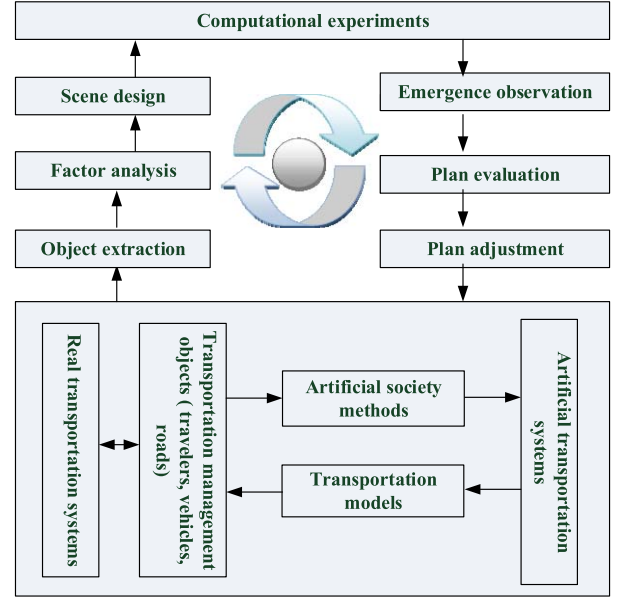 Computational experiments
Scene design
Emergence observation
Factor analysis
Plan evaluation
Object extraction
Plan adjustment
Real transportation systems
Transportation management
objects ( travelers, vehicles,
roads)
Artificial society
methods
Transportation
models
Artificial transportation
systems